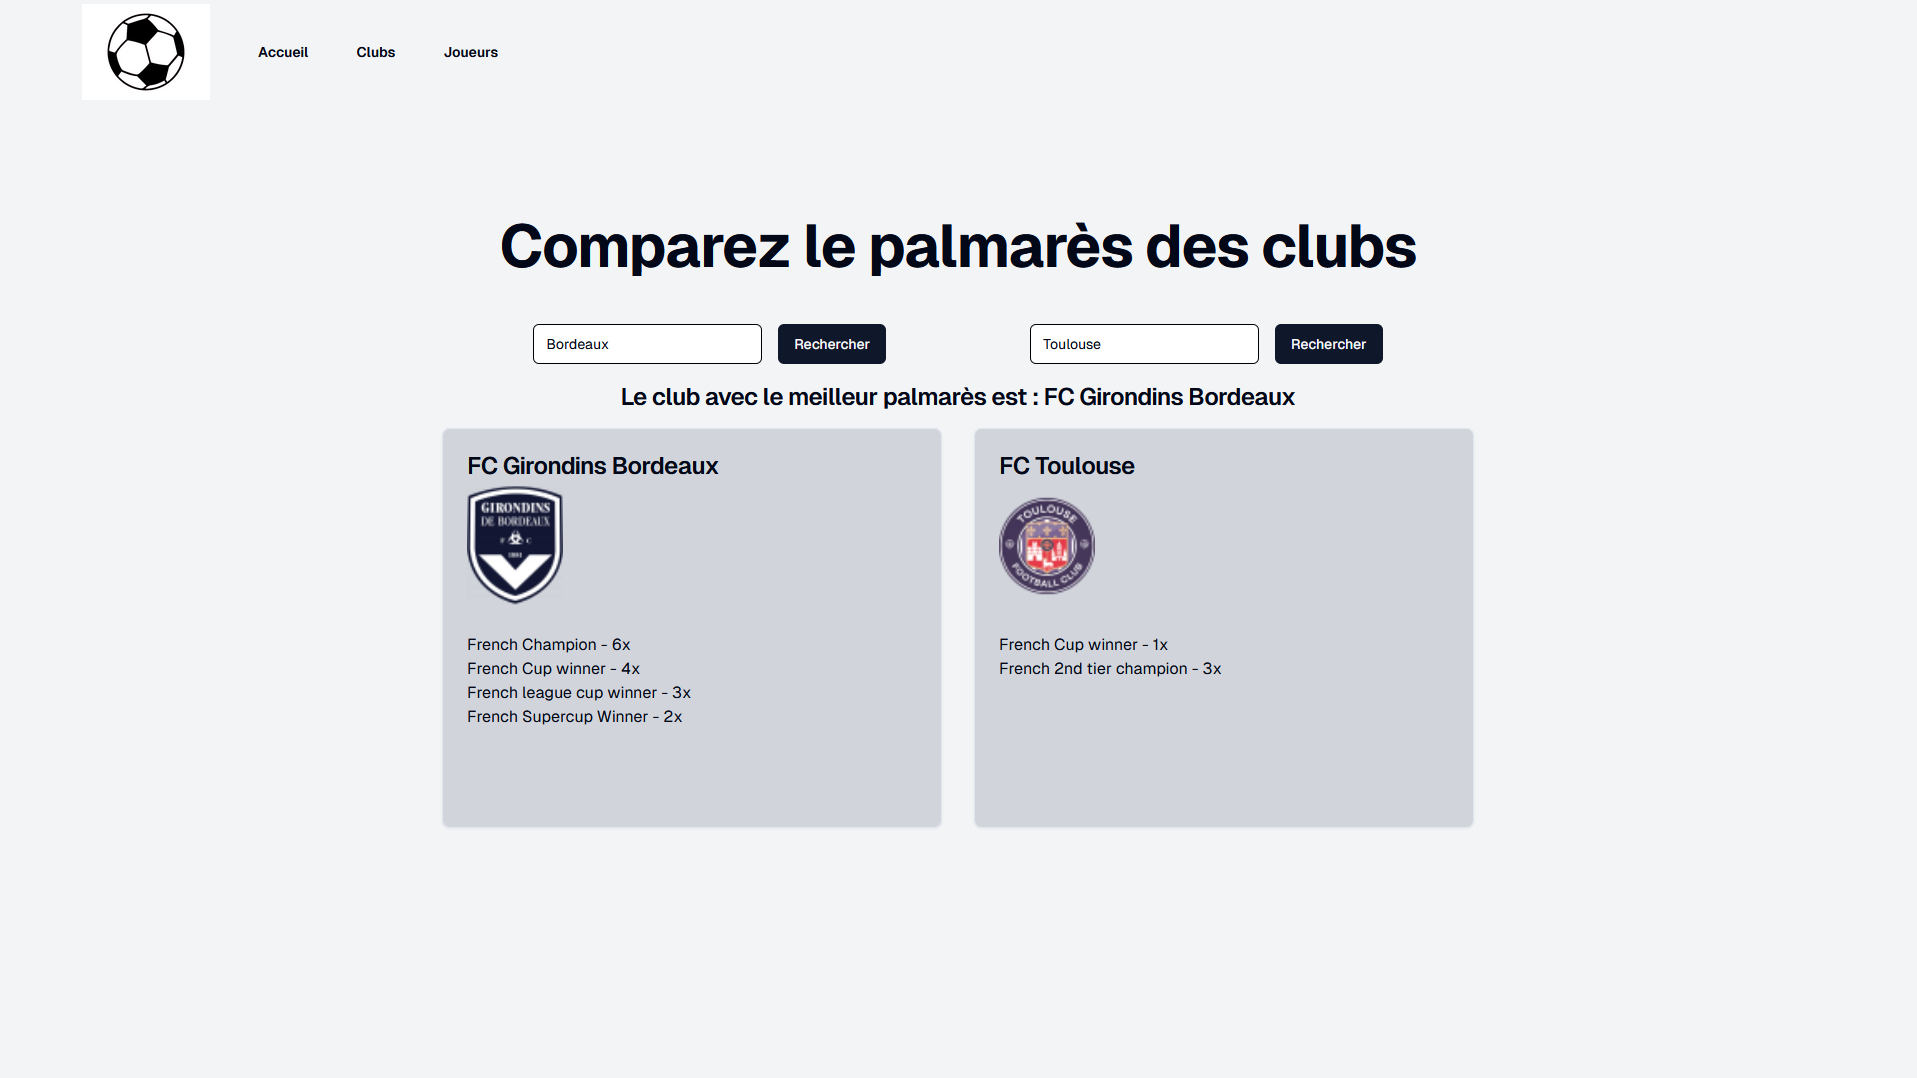 Accueil Clubs Joueurs
Comparez le palmarès des clubs
Bordeaux Rechercher Toulouse Rechercher
Le club avec le meilleur palmarès est : FC Girondins Bordeaux
FC Girondins Bordeaux
GIRONDINS
DE BORDEAUX
F C
French Champion - 6x
French Cup winner - 4x
French league cup winner - 3x
French Supercup Winner - 2x
FC Toulouse
TOULOUSE
FOOTBALL CLUB
French Cup winner - 1x
French 2nd tier champion - 3x